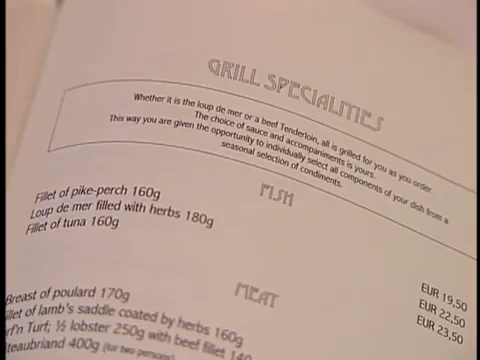 GRILL SPECIALITIES
Whether it is the loup de mer or a beef Tenderloin, all is grilled for you as you order.
The choice of sauce and accompaniments is yours.
This way you are given the opportunity to individually select all components of your dish from a
seasonal selection of condiments.
FISH
Fillet of pike-perch 160g EUR 19,50
Loup de mer filled with herbs 180g EUR 22,50
Fillet of tuna 160g EUR 23,50
MEAT
Breast of poulard 170g
llet of lamb's saddle coated by herbs 160g
rf'n Turf; ½ lobster 250g with beef fillet 140
teaubriand 400g (for two persons)